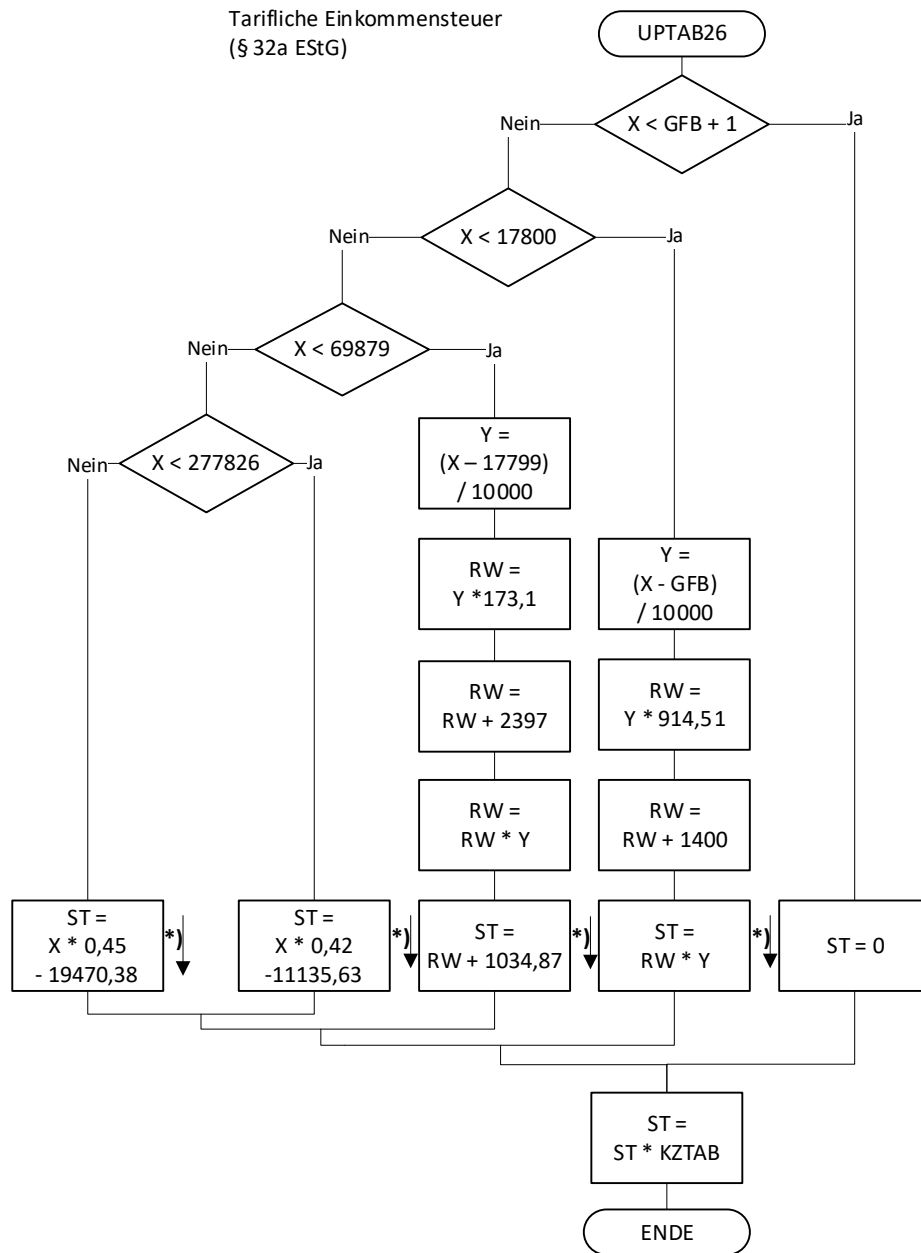 Tarifliche Einkommensteuer
(§ 32a EStG)
UPTAB26
X < GFB + 1
Nein
Ja
X < 17800
Nein
Ja
X < 69879
Nein
Ja
X < 277826
Nein
Ja
Y =
(X – 17799)
/ 10000
RW =
Y *173,1
RW =
RW + 2397
RW =
RW * Y
Y =
(X - GFB)
/ 10000
RW =
Y * 914,51
RW =
RW + 1400
ST =
X * 0,45
- 19470,38
*)
ST =
X * 0,42
-11135,63
*)
ST =
RW + 1034,87
*)
ST =
RW * Y
*)
ST = 0
ST =
ST * KZTAB
ENDE